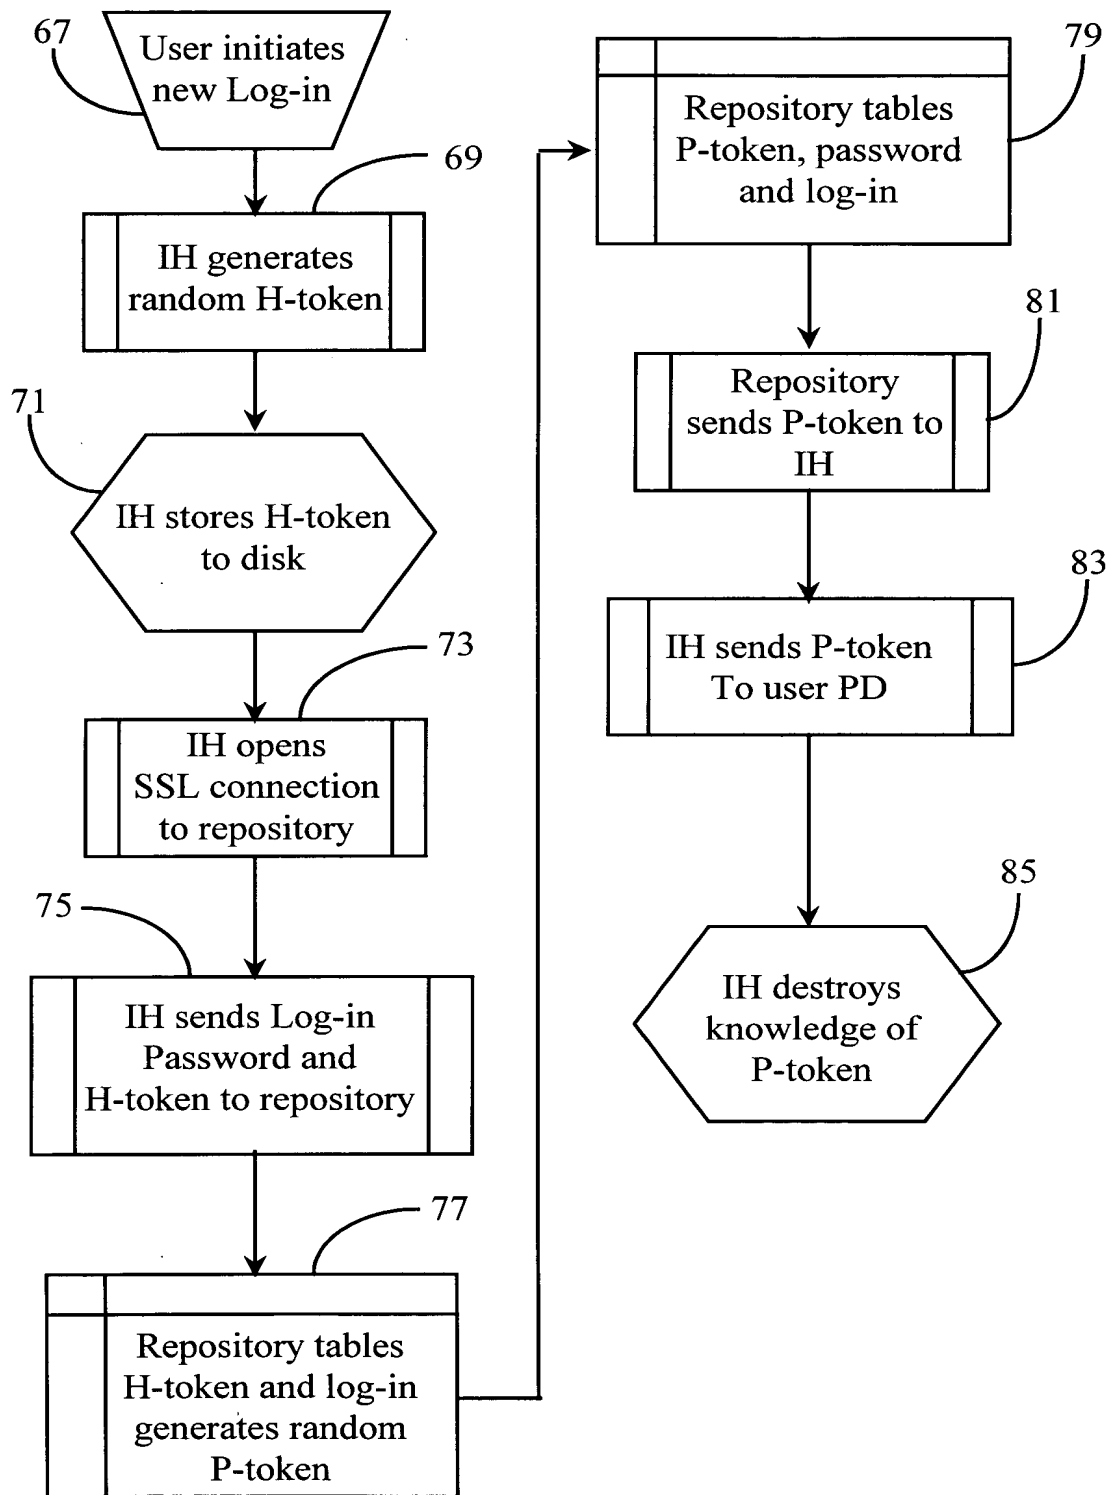 67
User initiates
new Log-in
69
IH generates
random H-token
71
IH stores H-token
to disk
73
IH opens
SSL connection
to repository
75
IH sends Log-in
Password and
H-token to repository
77
Repository tables
H-token and log-in
generates random
P-token
79
Repository tables
P-token, password
and log-in
81
Repository
sends P-token to
IH
83
IH sends P-token
To user PD
85
IH destroys
knowledge of
P-token